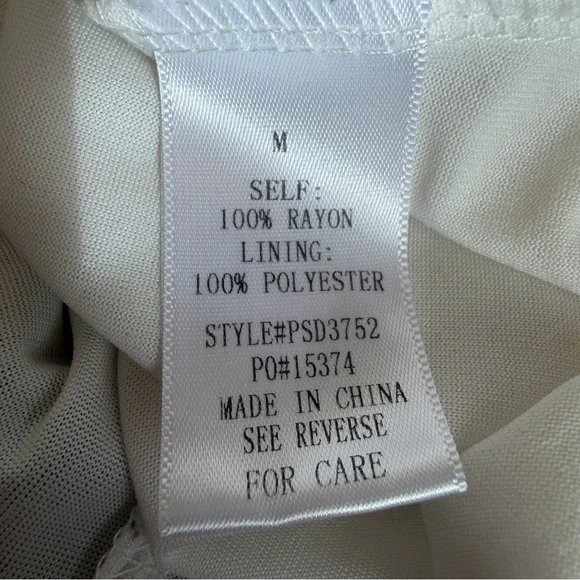 M
SELF:
100% RAYON
LINING:
100% POLYESTER
STYLE#PSD3752
PO#15374
MADE IN CHINA
SEE REVERSE
FOR CARE